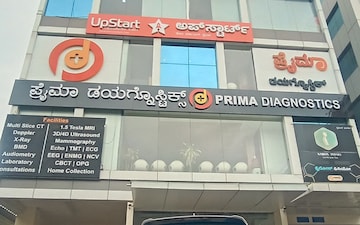 UpStart ಅಪ್‌ಸ್ಟಾರ್ಟ್
ಪ್ರೈಮಾ
ಡಯಗ್ನೊಸ್ಟಿಕ್ಸ್
ಪ್ರೈಮಾ ಡಯಗ್ನೊಸ್ಟಿಕ್ಸ್ PRIMA DIAGNOSTICS
Facilities
Multi Slice CT 1.5 Tesla MRI
Doppler 3D/4D Ultrasound
X-Ray Mammography
BMD Echo | TMT | ECG
Audiometry EEG | ENMG | NCV
Laboratory CBCT | OPG
Consultations Home Collection